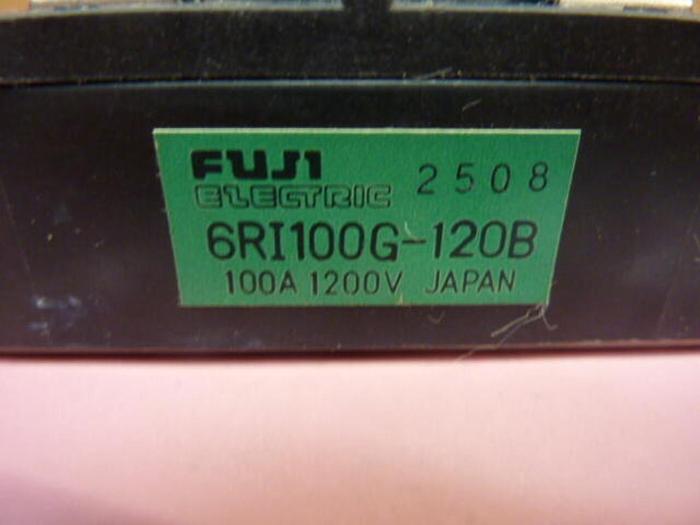 FUJI 2508
ELECTRIC
6RI100G-120B
100A 1200V JAPAN